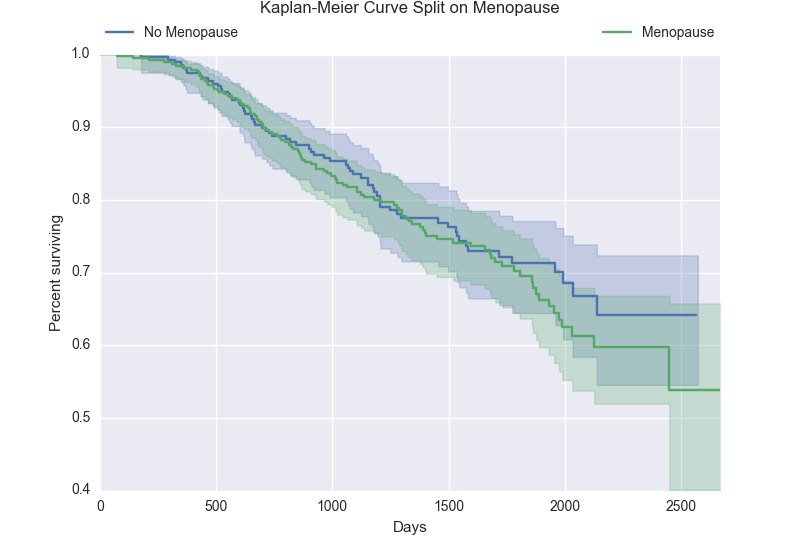 Kaplan-Meier Curve Split on Menopause
No Menopause
Menopause
1.0
0.9
0.8
0.7
0.6
0.5
0.4
Percent surviving
0 500 1000 1500 2000 2500
Days